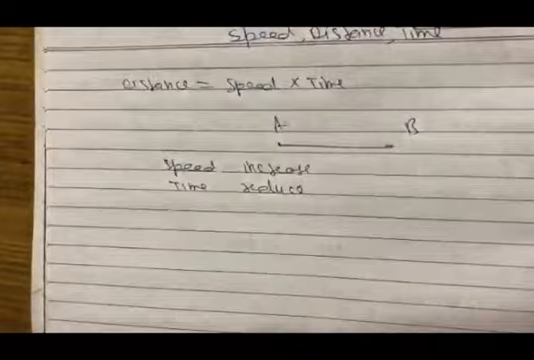 Speed, Distance, Time
Distance = Speed × Time
A B
Speed increase
Time reduce